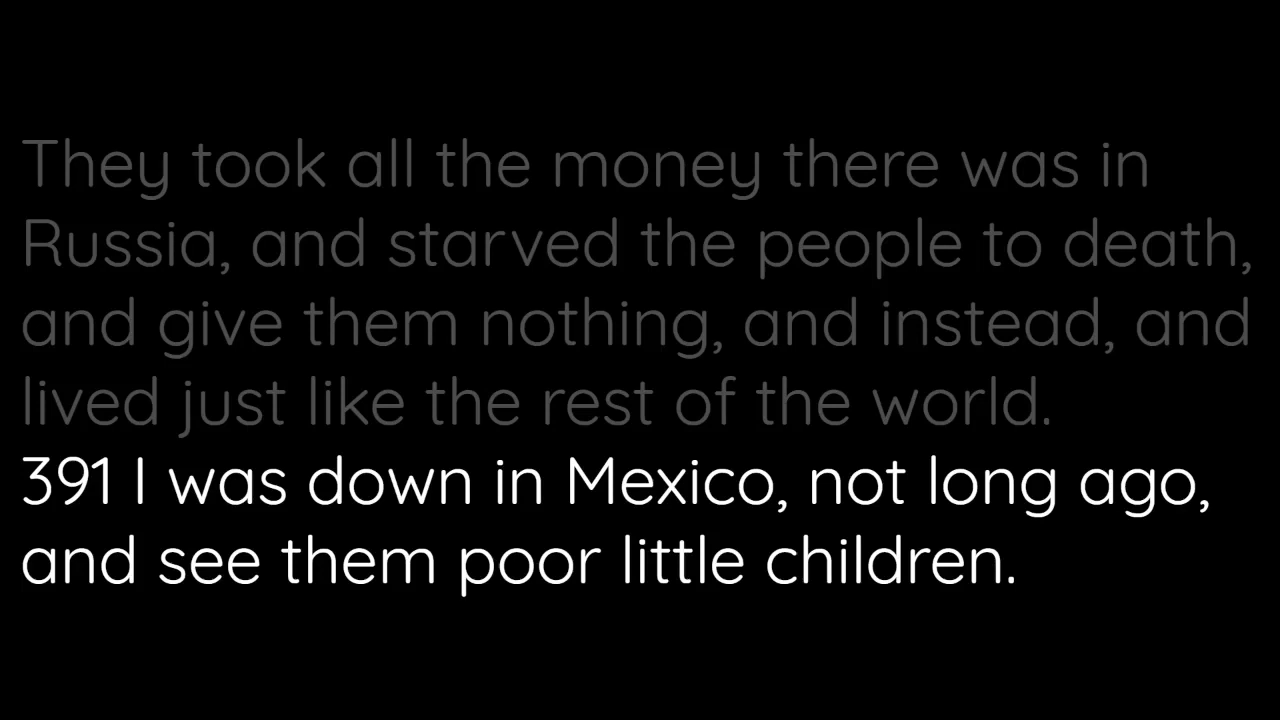 They took all the money there was in
Russia, and starved the people to death,
and give them nothing, and instead, and
lived just like the rest of the world.
391 I was down in Mexico, not long ago,
and see them poor little children.